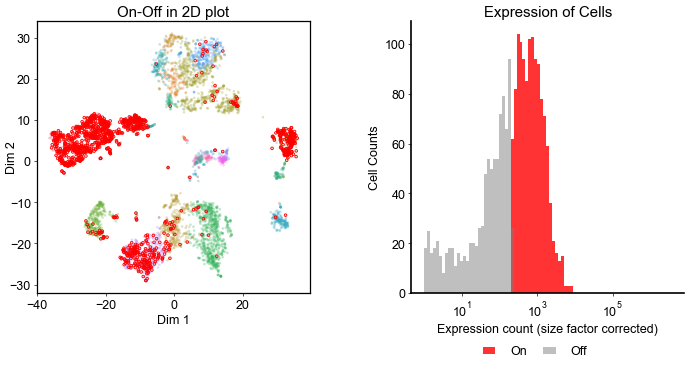 On-Off in 2D plot
30
20
10
0
−10
−20
−30
Dim 2
−40
−20
0
20
Dim 1
Expression of Cells
100
80
60
40
20
0
Cell Counts
10^1
10^3
10^5
Expression count (size factor corrected)
On
Off